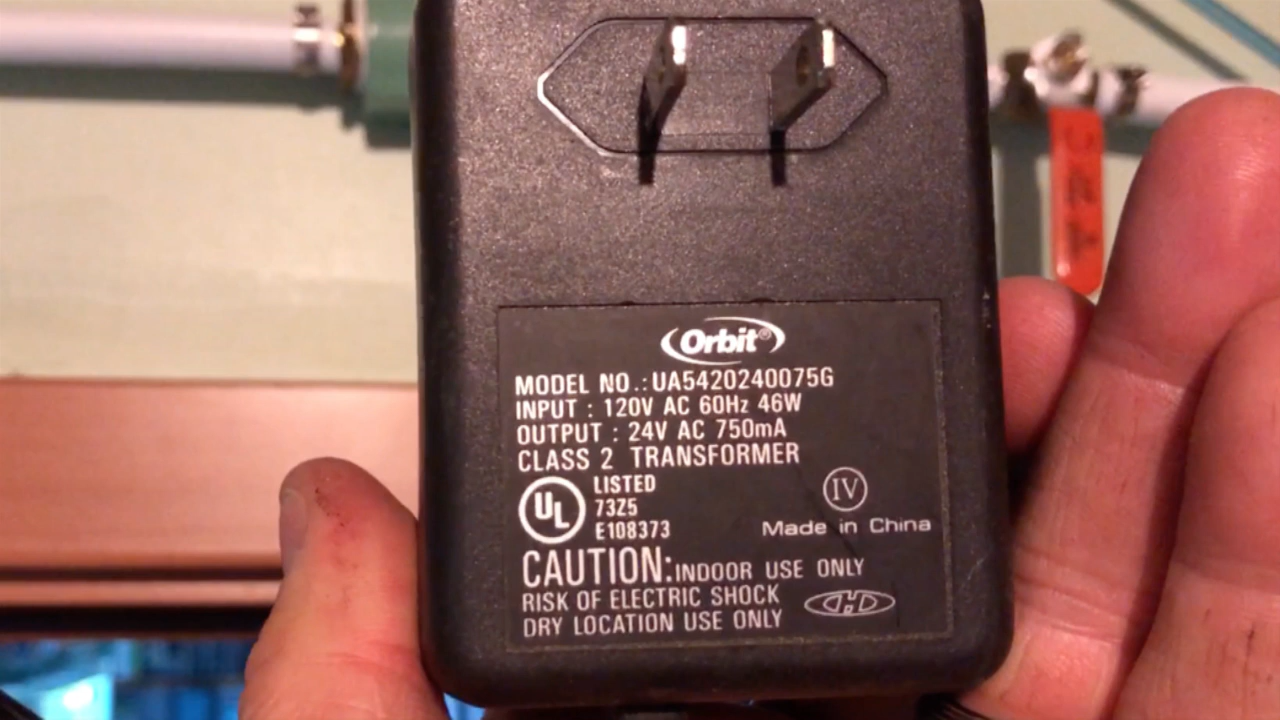 Orbit®
MODEL NO.: UA5420240075G
INPUT : 120V AC 60Hz 46W
OUTPUT : 24V AC 750mA
CLASS 2 TRANSFORMER
UL LISTED
73Z5
E108373
IV
Made in China
CAUTION: INDOOR USE ONLY
RISK OF ELECTRIC SHOCK
DRY LOCATION USE ONLY